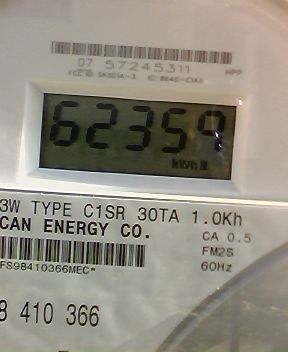 07 57245311
HPP
62359
kWh
3W TYPE C1SR 30TA 1.0Kh
CAN ENERGY CO.
CA 0.5
FM2S
60Hz
FS98410366MEC*
8 410 366